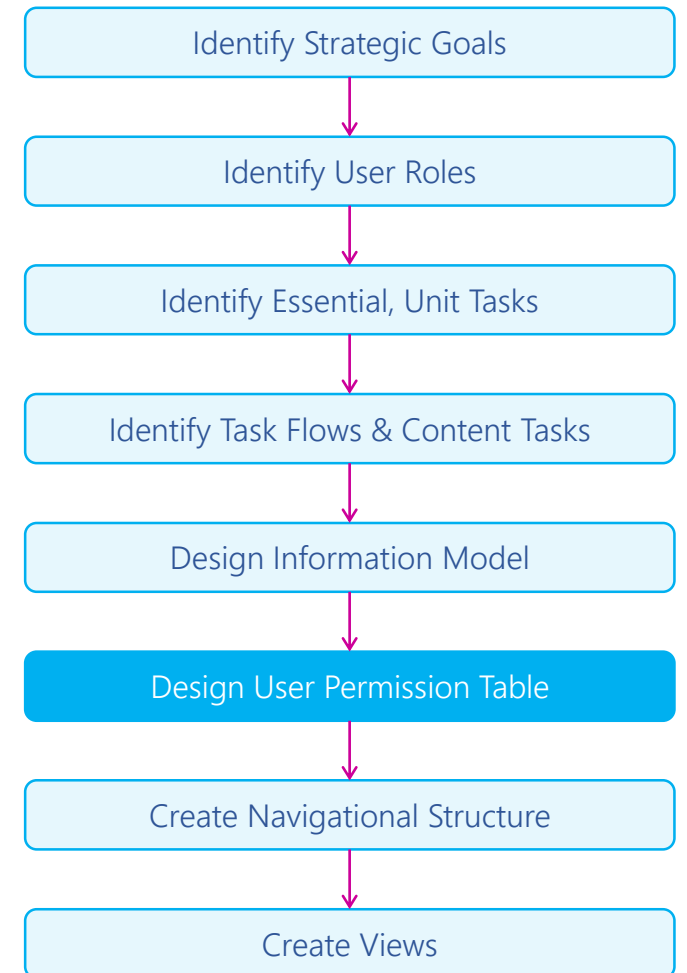 Identify Strategic Goals
Identify User Roles
Identify Essential, Unit Tasks
Identify Task Flows & Content Tasks
Design Information Model
Design User Permission Table
Create Navigational Structure
Create Views